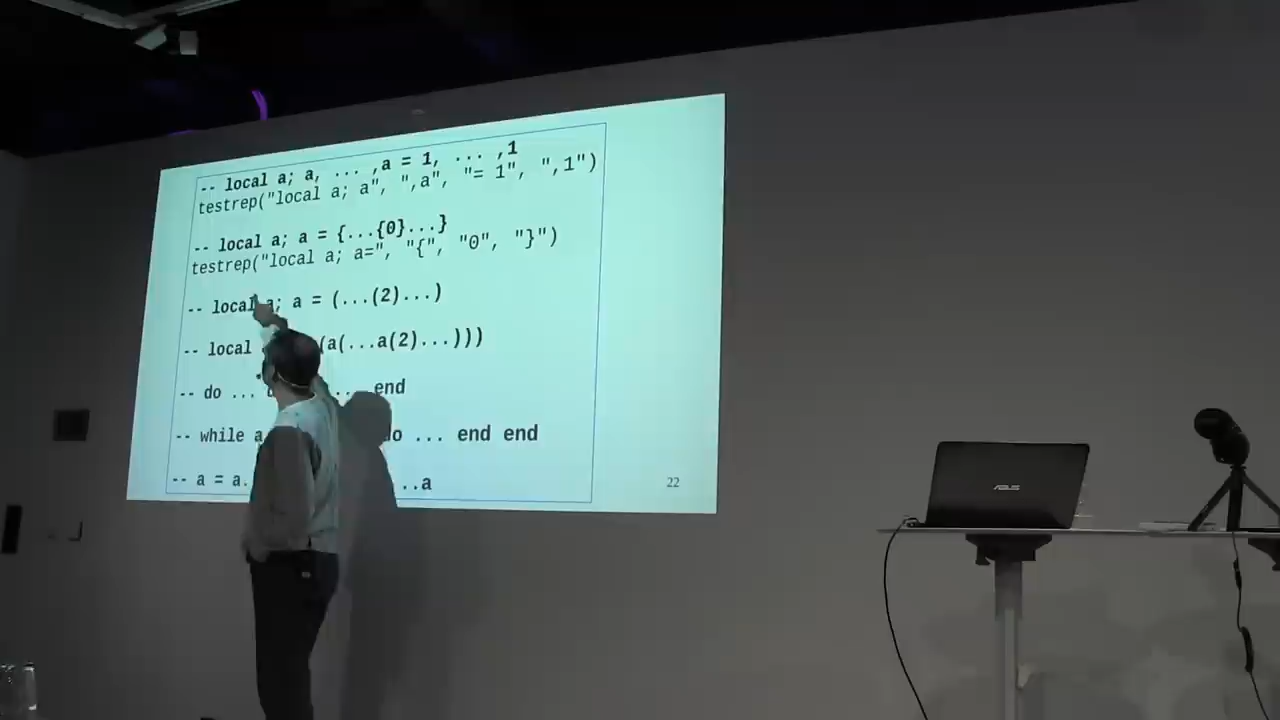 -- local a; a, ... ,a = 1, ... ,1
testrep("local a; a", ",a", "= 1", ",1")
-- local a; a = {...{0}...}
testrep("local a; a=", "{", "0", "}")
-- local a; a = (...(2)...)
-- local (a(...a(2)...)))
-- do ... end
-- while a do ... end end
-- a = a. ..a
22
ASUS